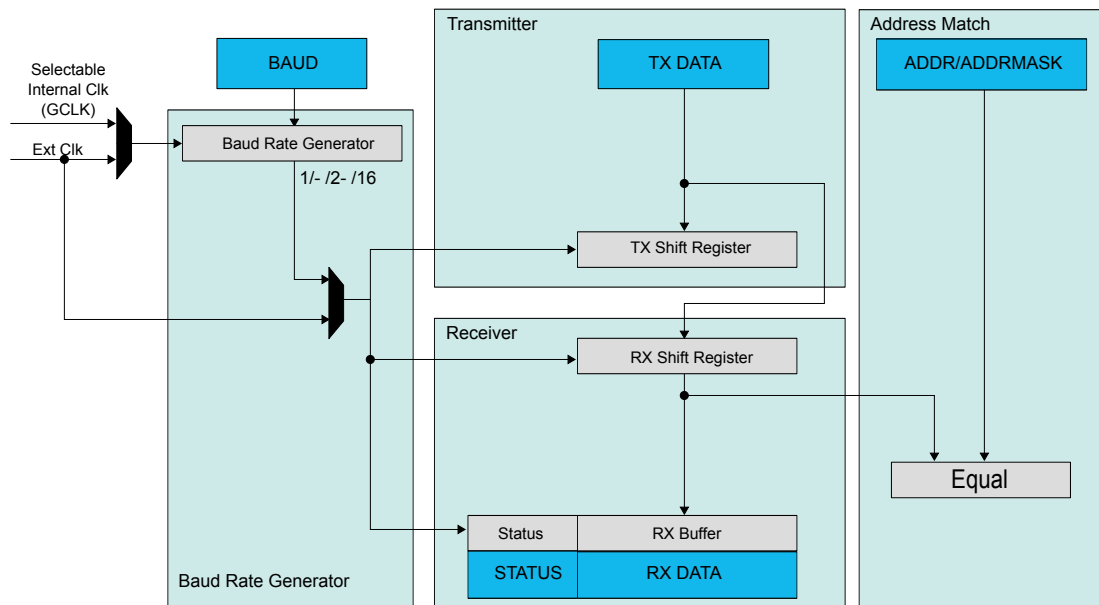 Transmitter
Address Match
BAUD
TX DATA
ADDR/ADDRMASK
Selectable
Internal Clk
(GCLK)
Ext Clk
Baud Rate Generator
1/- /2- /16
TX Shift Register
Receiver
RX Shift Register
Equal
Status
RX Buffer
STATUS
RX DATA
Baud Rate Generator